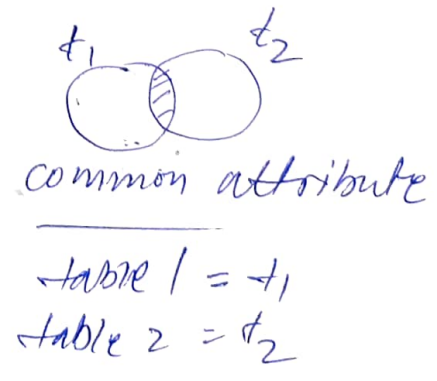 t₁ t₂
common attribute
table 1 = t₁
table 2 = t₂